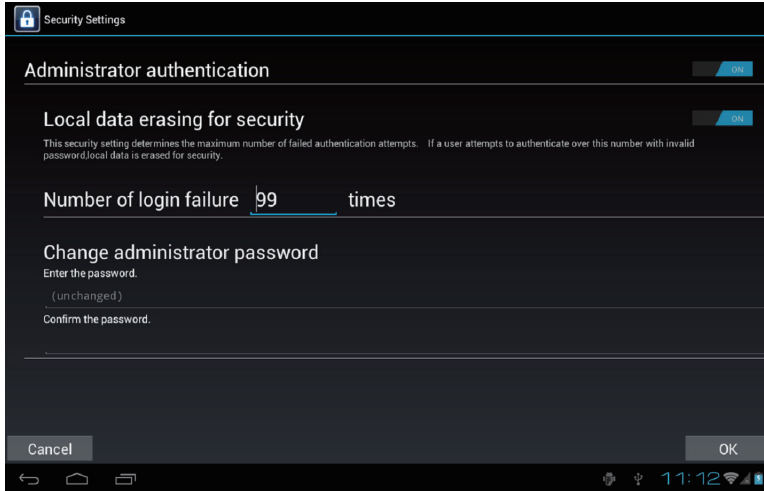 Security Settings
Administrator authentication
ON
Local data erasing for security
ON
This security setting determines the maximum number of failed authentication attempts. If a user attempts to authenticate over this number with invalid
password,local data is erased for security.
Number of login failure 99 times
Change administrator password
Enter the password.
(unchanged)
Confirm the password.
Cancel
OK
11:12